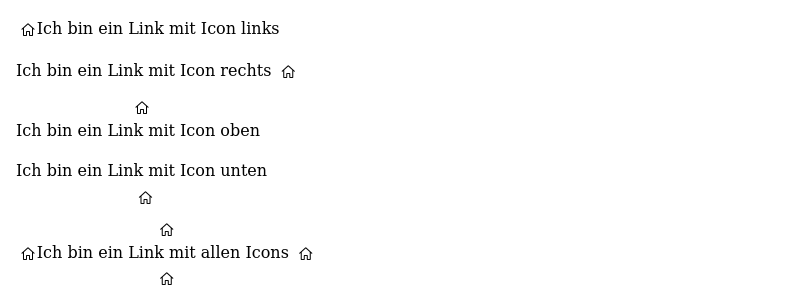 Ich bin ein Link mit Icon links
Ich bin ein Link mit Icon rechts
Ich bin ein Link mit Icon oben
Ich bin ein Link mit Icon unten
Ich bin ein Link mit allen Icons